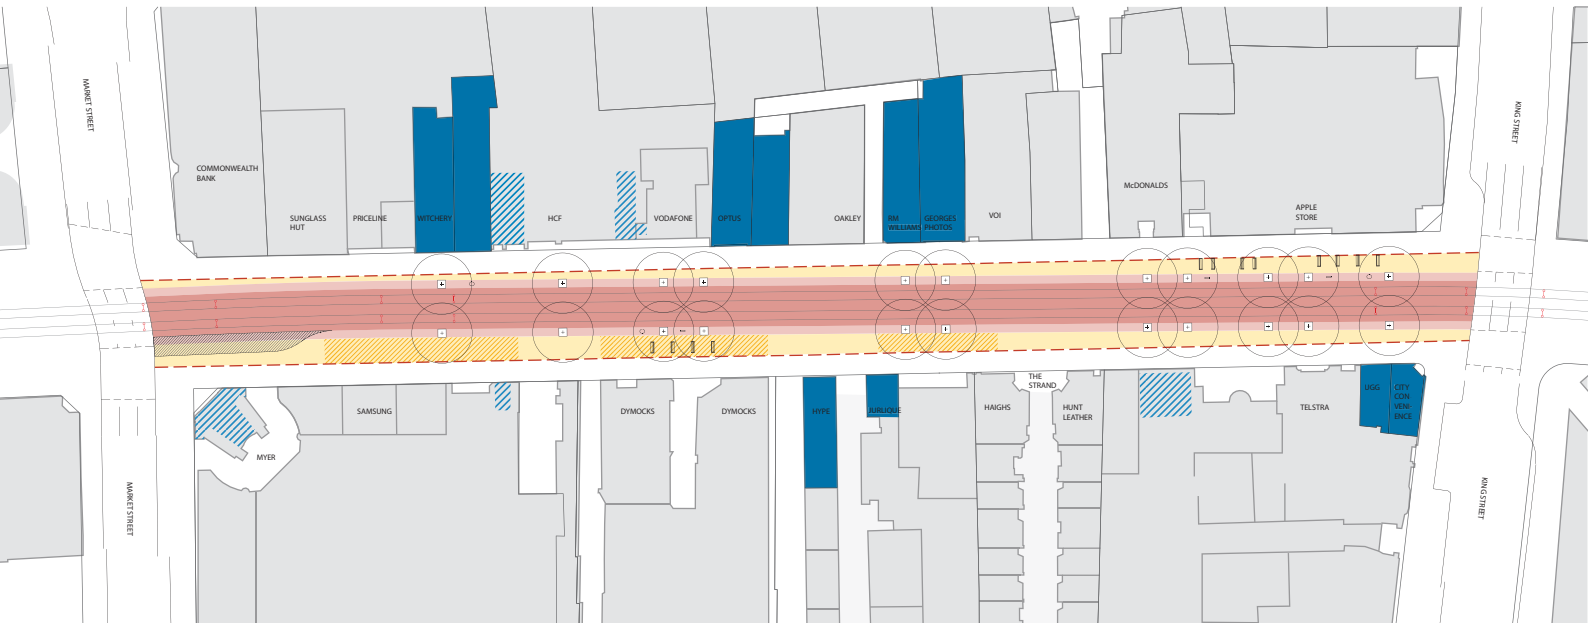 MARKET STREET
KING STREET
COMMONWEALTH
BANK
SUNGLASS
HUT
PRICELINE
WITCHERY
HCF
VODAFONE
OPTUS
OAKLEY
RM
WILLIAMS
GEORGES
PHOTOS
VOI
McDONALDS
APPLE
STORE
MYER
SAMSUNG
DYMOCKS
DYMOCKS
HYPE
JURLIQUE
HAIGHS
THE
STRAND
HUNT
LEATHER
TELSTRA
UGG
CITY
CON
VENI
ENCE
MARKET STREET
KING STREET